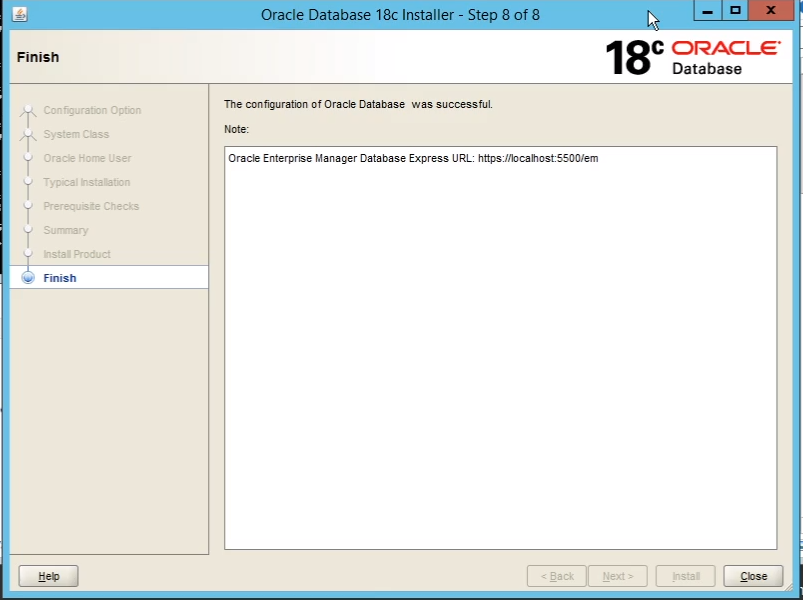 Oracle Database 18c Installer - Step 8 of 8
Finish
18c ORACLE
Database
Configuration Option
System Class
Oracle Home User
Typical Installation
Prerequisite Checks
Summary
Install Product
Finish
The configuration of Oracle Database was successful.
Note:
Oracle Enterprise Manager Database Express URL: https://localhost:5500/em
Help
< Back
Next >
Install
Close